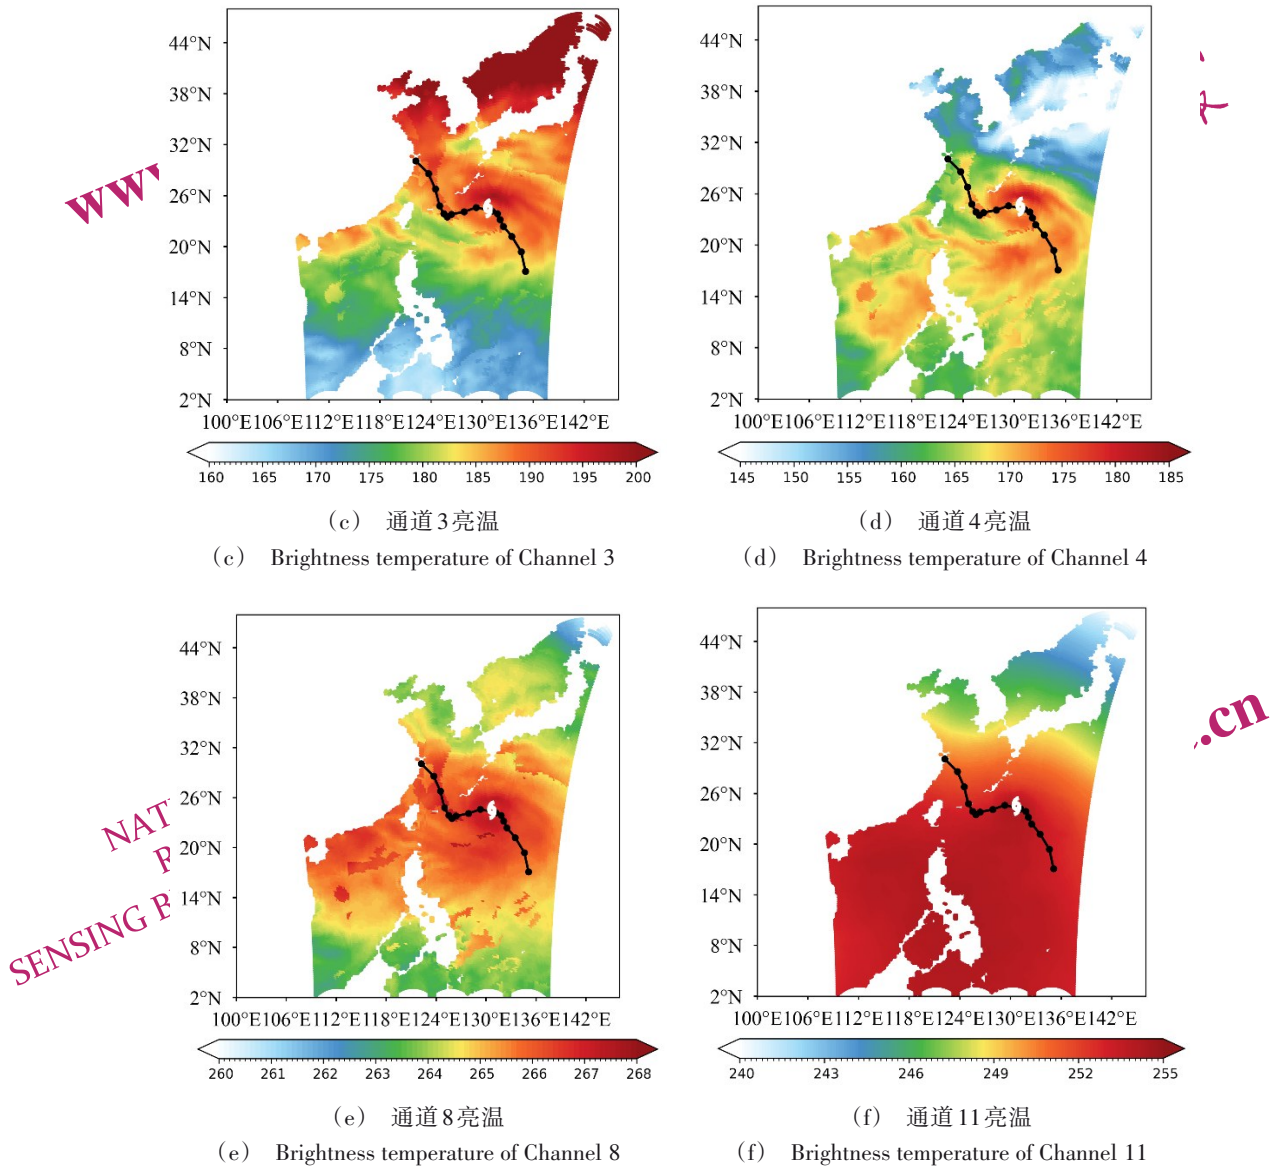 44°N
38°N
32°N
26°N
20°N
14°N
8°N
2°N
100°E106°E112°E118°E124°E130°E136°E142°E
160 165 170 175 180 185 190 195 200
(c) 通道3亮温
(c) Brightness temperature of Channel 3
44°N
38°N
32°N
26°N
20°N
14°N
8°N
2°N
100°E106°E112°E118°E124°E130°E136°E142°E
145 150 155 160 165 170 175 180 185
(d) 通道4亮温
(d) Brightness temperature of Channel 4
www
44°N
38°N
32°N
26°N
20°N
14°N
8°N
2°N
100°E106°E112°E118°E124°E130°E136°E142°E
260 261 262 263 264 265 266 267 268
(e) 通道8亮温
(e) Brightness temperature of Channel 8
44°N
38°N
32°N
26°N
20°N
14°N
8°N
2°N
100°E106°E112°E118°E124°E130°E136°E142°E
240 243 246 249 252 255
(f) 通道11亮温
(f) Brightness temperature of Channel 11
.cn
NAT
R
SENSING B